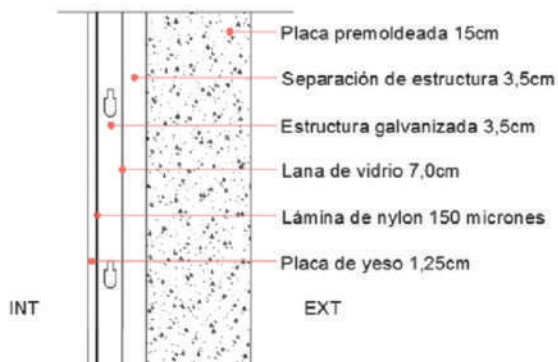 Placa premoldeada 15cm
Separación de estructura 3,5cm
Estructura galvanizada 3,5cm
Lana de vidrio 7,0cm
Lámina de nylon 150 micrones
Placa de yeso 1,25cm
INT
EXT